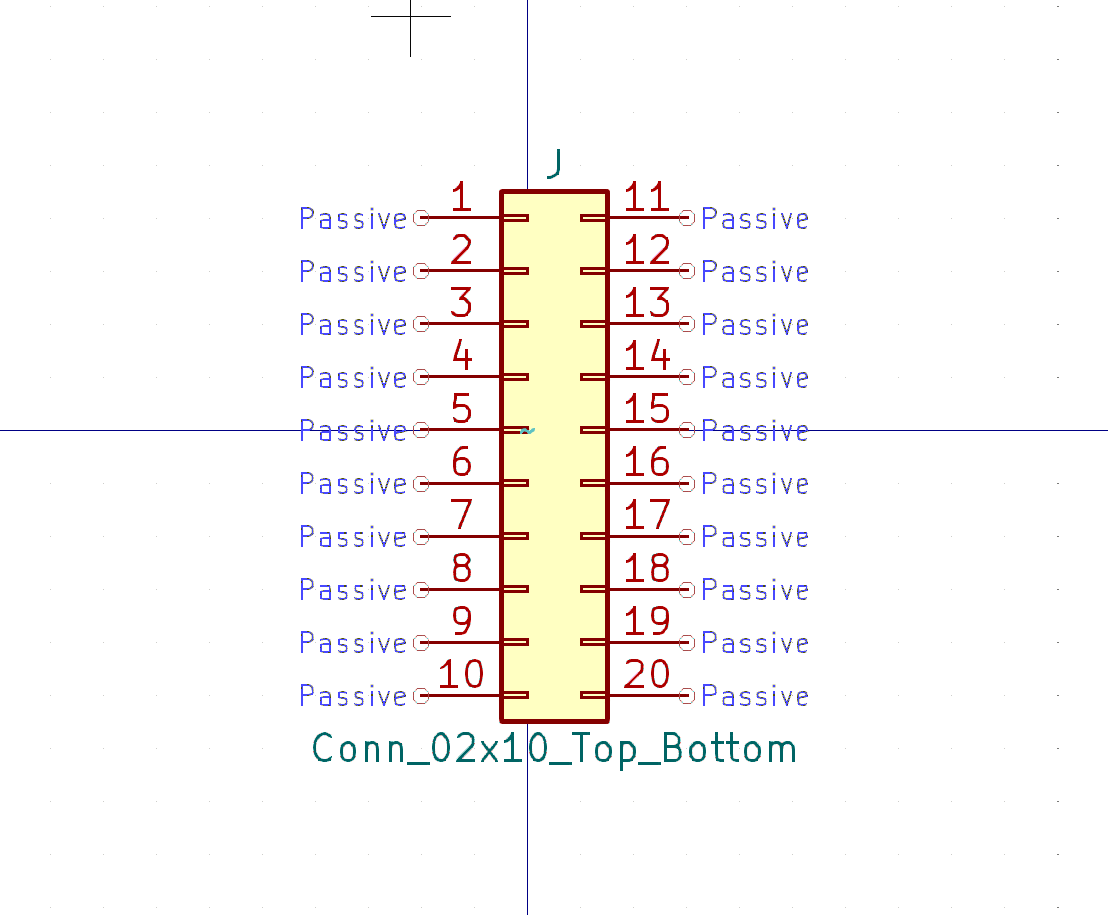 J
Passive 1 11 Passive
Passive 2 12 Passive
Passive 3 13 Passive
Passive 4 14 Passive
Passive 5 15 Passive
Passive 6 16 Passive
Passive 7 17 Passive
Passive 8 18 Passive
Passive 9 19 Passive
Passive 10 20 Passive
Conn_02x10_Top_Bottom